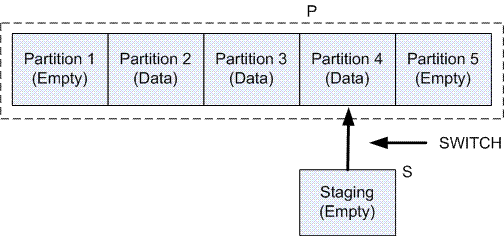 P
Partition 1
(Empty)
Partition 2
(Data)
Partition 3
(Data)
Partition 4
(Data)
Partition 5
(Empty)
SWITCH
S
Staging
(Empty)